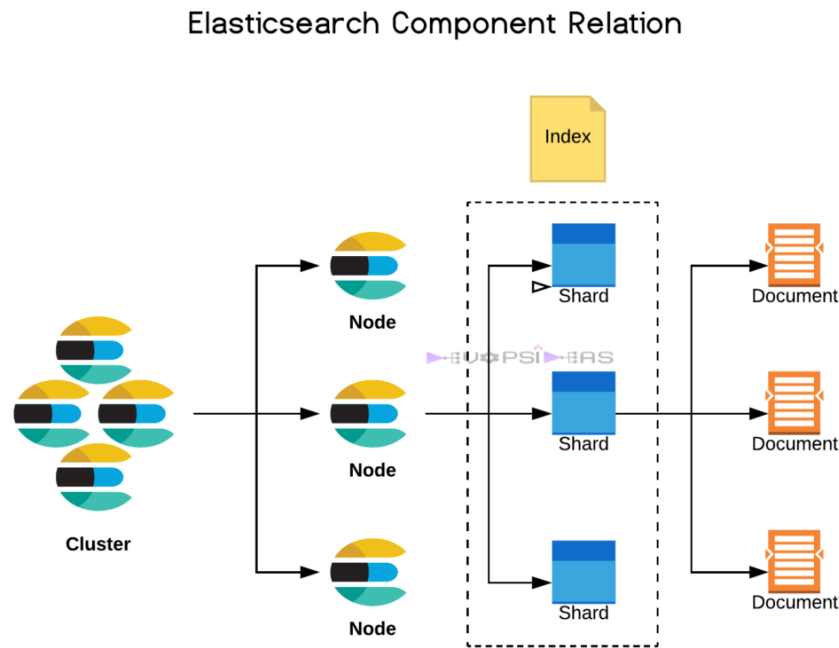 Elasticsearch Component Relation
Index
Node
Shard
Document
Node
Shard
Document
Cluster
Node
Shard
Document